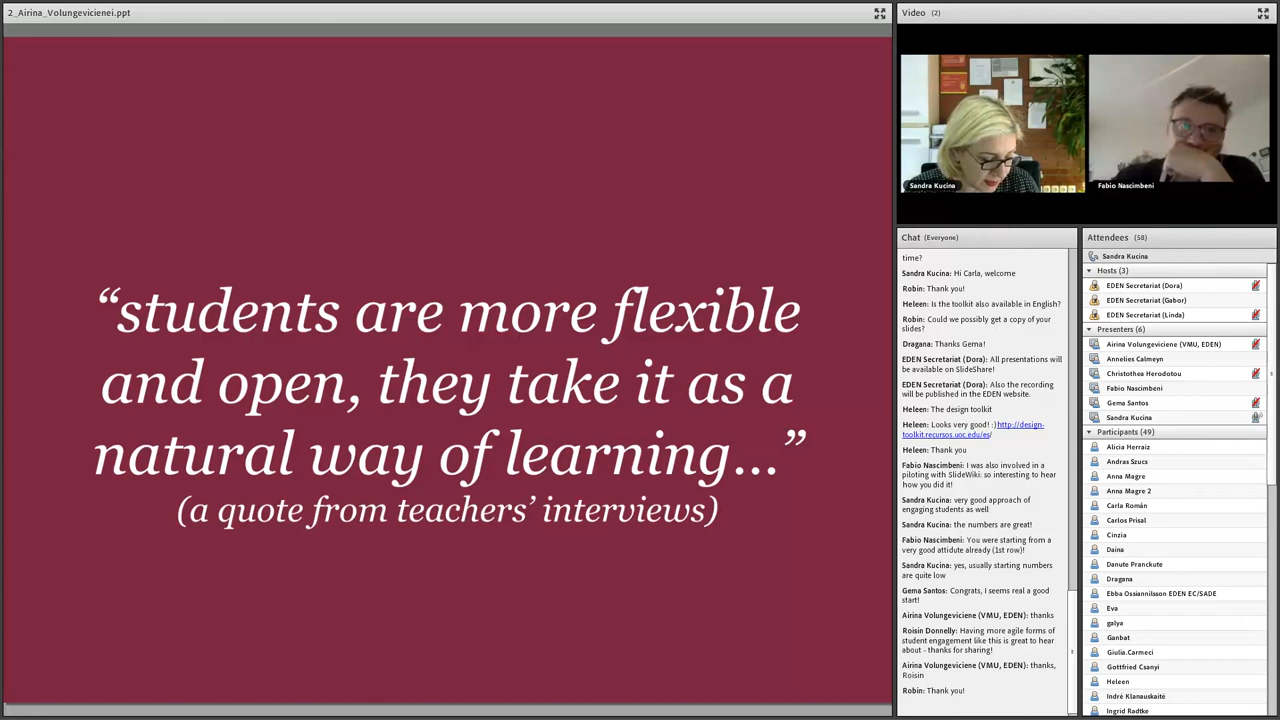 2_Airina_Volungevicienei.ppt
“students are more flexible
and open, they take it as a
natural way of learning...”
(a quote from teachers’ interviews)
Video (2)
Sandra Kucina
Fabio Nascimbeni
Chat (Everyone)
time?
Sandra Kucina: Hi Carla, welcome
Robin: Thank you!
Heleen: Is the toolkit also available in English?
Robin: Could we possibly get a copy of your
slides?
Dragana: Thanks Gema!
EDEN Secretariat (Dora): All presentations will
be available on SlideShare!
EDEN Secretariat (Dora): Also the recording
will be published in the EDEN website.
Heleen: The design toolkit
Heleen: Looks very good! :)http://design-
toolkit.recursos.uoc.edu/es/
Heleen: Thank you
Fabio Nascimbeni: I was also involved in a
piloting with SlideWiki: so interesting to hear
how you did it!
Sandra Kucina: very good approach of
engaging students as well
Sandra Kucina: the numbers are great!
Fabio Nascimbeni: You were starting from a
very good attidute already (1st row)!
Sandra Kucina: yes, usually starting numbers
are quite low
Gema Santos: Congrats, I seems real a good
start!
Airina Volungeviciene (VMU, EDEN): thanks
Roisin Donnelly: Having more agile forms of
student engagement like this is great to hear
about - thanks for sharing!
Airina Volungeviciene (VMU, EDEN): thanks,
Roisin
Robin: Thank you!
Attendees (58)
Sandra Kucina
Hosts (3)
EDEN Secretariat (Dora)
EDEN Secretariat (Gabor)
EDEN Secretariat (Linda)
Presenters (6)
Airina Volungeviciene (VMU, EDEN)
Annelies Calmeyn
Christothea Herodotou
Fabio Nascimbeni
Gema Santos
Sandra Kucina
Participants (49)
Alicia Herraiz
Andras Szucs
Anna Magre
Anna Magre 2
Carla Román
Carlos Prisal
Cinzia
Daina
Danute Pranckute
Dragana
Ebba Ossiannilsson EDEN EC/SADE
Eva
galya
Ganbat
Giulia.Carmeci
Gottfried Csanyi
Heleen
Indrė Klanauskaitė
Ingrid Radtke